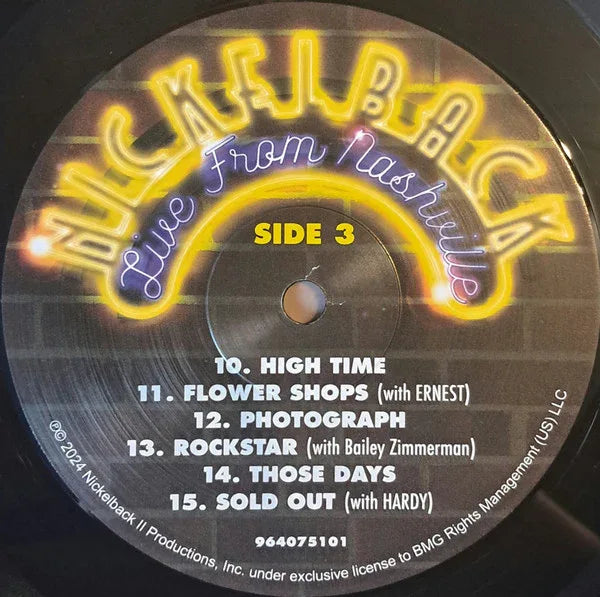 NICKELBACK
Live From Nashville
SIDE 3
10. HIGH TIME
11. FLOWER SHOPS (with ERNEST)
12. PHOTOGRAPH
13. ROCKSTAR (with Bailey Zimmerman)
14. THOSE DAYS
15. SOLD OUT (with HARDY)
964075101
℗© 2024 Nickelback II Productions, Inc. under exclusive license to BMG Rights Management (US) LLC